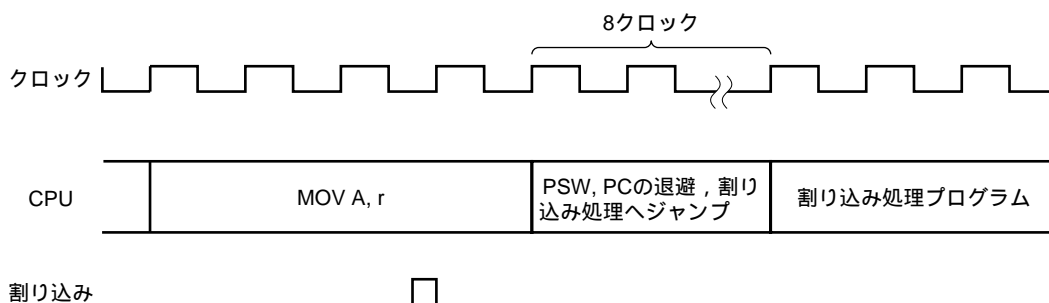 8クロック
クロック
CPU
MOV A, r
PSW, PCの退避，割り
込み処理へジャンプ
割り込み処理プログラム
割り込み